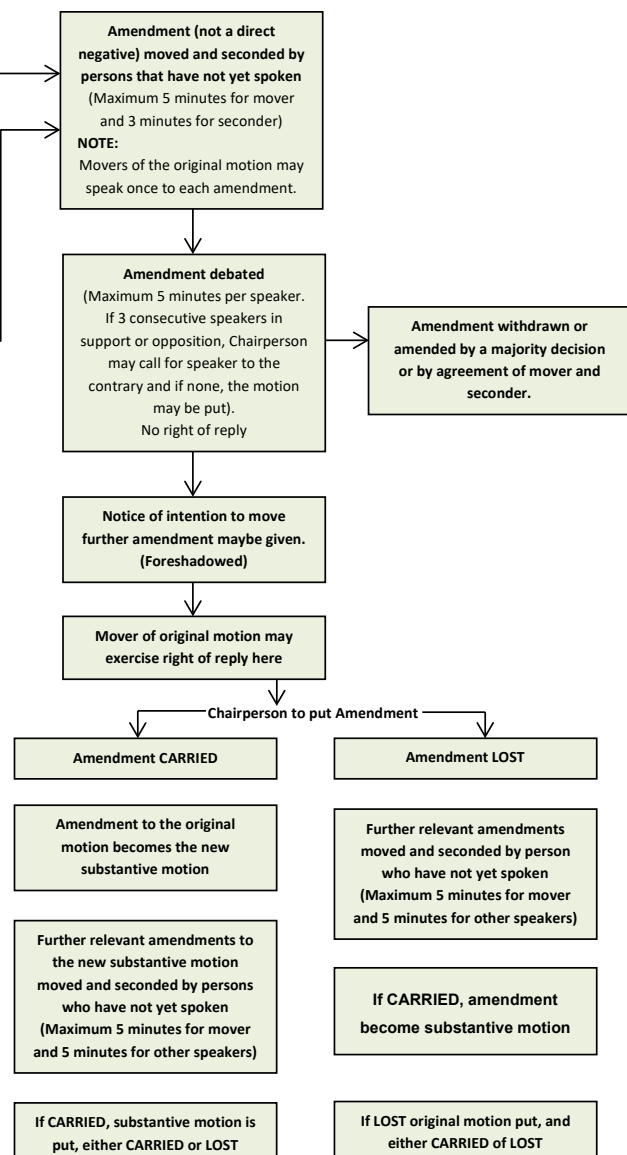 Amendment (not a direct
negative) moved and seconded by
persons that have not yet spoken
(Maximum 5 minutes for mover
and 3 minutes for seconder)
NOTE:
Movers of the original motion may
speak once to each amendment.
Amendment debated
(Maximum 5 minutes per speaker.
If 3 consecutive speakers in
support or opposition, Chairperson
may call for speaker to the
contrary and if none, the motion
may be put).
No right of reply
Amendment withdrawn or
amended by a majority decision
or by agreement of mover and
seconder.
Notice of intention to move
further amendment maybe given.
(Foreshadowed)
Mover of original motion may
exercise right of reply here
Chairperson to put Amendment
Amendment CARRIED
Amendment to the original
motion becomes the new
substantive motion
Further relevant amendments to
the new substantive motion
moved and seconded by persons
who have not yet spoken
(Maximum 5 minutes for mover
and 5 minutes for other speakers)
If CARRIED, substantive motion is
put, either CARRIED or LOST
Amendment LOST
Further relevant amendments
moved and seconded by person
who have not yet spoken
(Maximum 5 minutes for mover
and 5 minutes for other speakers)
If CARRIED, amendment
become substantive motion
If LOST original motion put, and
either CARRIED of LOST